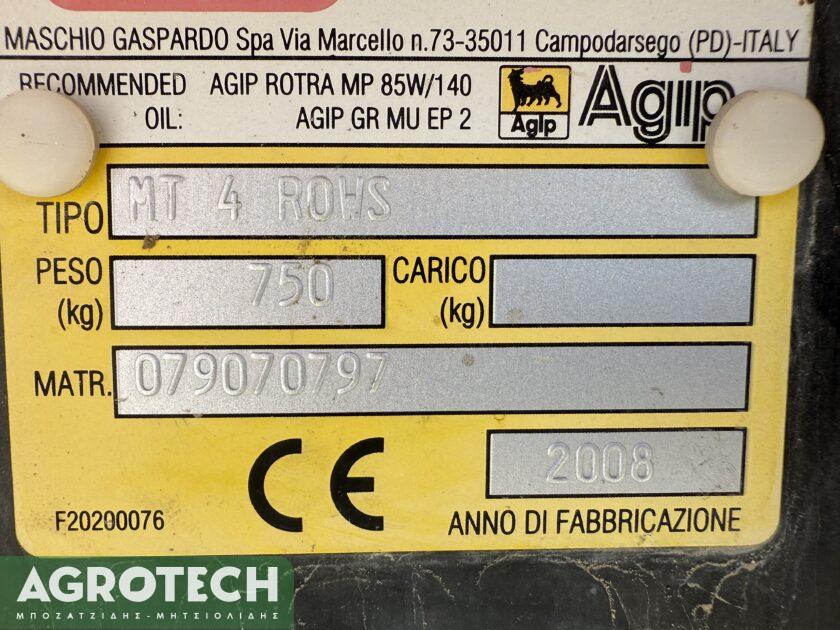 MASCHIO GASPARDO Spa Via Marcello n.73-35011 Campodarsego (PD)-ITALY
RECOMMENDED OIL: AGIP ROTRA MP 85W/140
AGIP GR MU EP 2
Agip
Agip
TIPO MT 4 ROWS
PESO (kg) 750 CARICO (kg)
MATR. 079070797
CE 2008
F20200076 ANNO DI FABBRICAZIONE
AGROTECH
ΜΠΟΖΑΤΖΙΔΗΣ-ΜΗΤΣΙΟΛΙΔΗΣ